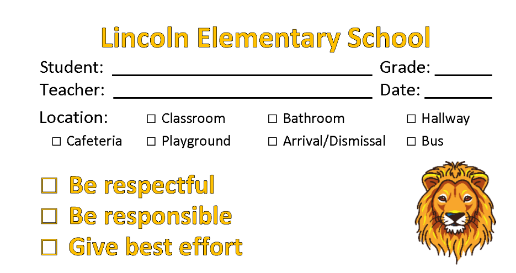 Lincoln Elementary School
Student: ______________________ Grade: ______
Teacher: ______________________ Date: _______
Location: ☐ Classroom ☐ Bathroom ☐ Hallway
☐ Cafeteria ☐ Playground ☐ Arrival/Dismissal ☐ Bus
☐ Be respectful
☐ Be responsible
☐ Give best effort